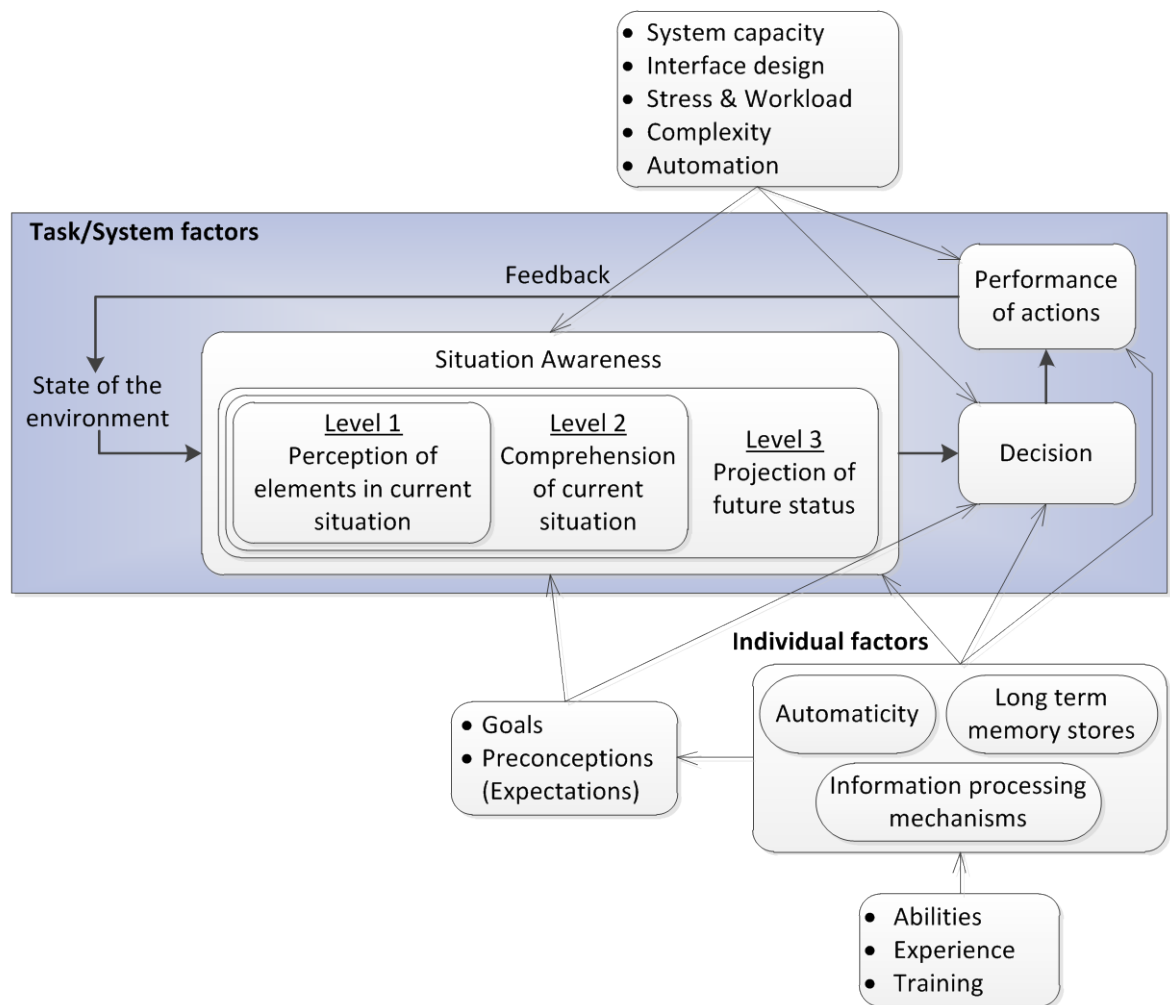 • System capacity
• Interface design
• Stress & Workload
• Complexity
• Automation
Task/System factors
Feedback
Performance
of actions
State of the
environment
Situation Awareness
Level 1
Perception of
elements in current
situation
Level 2
Comprehension
of current
situation
Level 3
Projection of
future status
Decision
Individual factors
• Goals
• Preconceptions
(Expectations)
Automaticity
Long term
memory stores
Information processing
mechanisms
• Abilities
• Experience
• Training